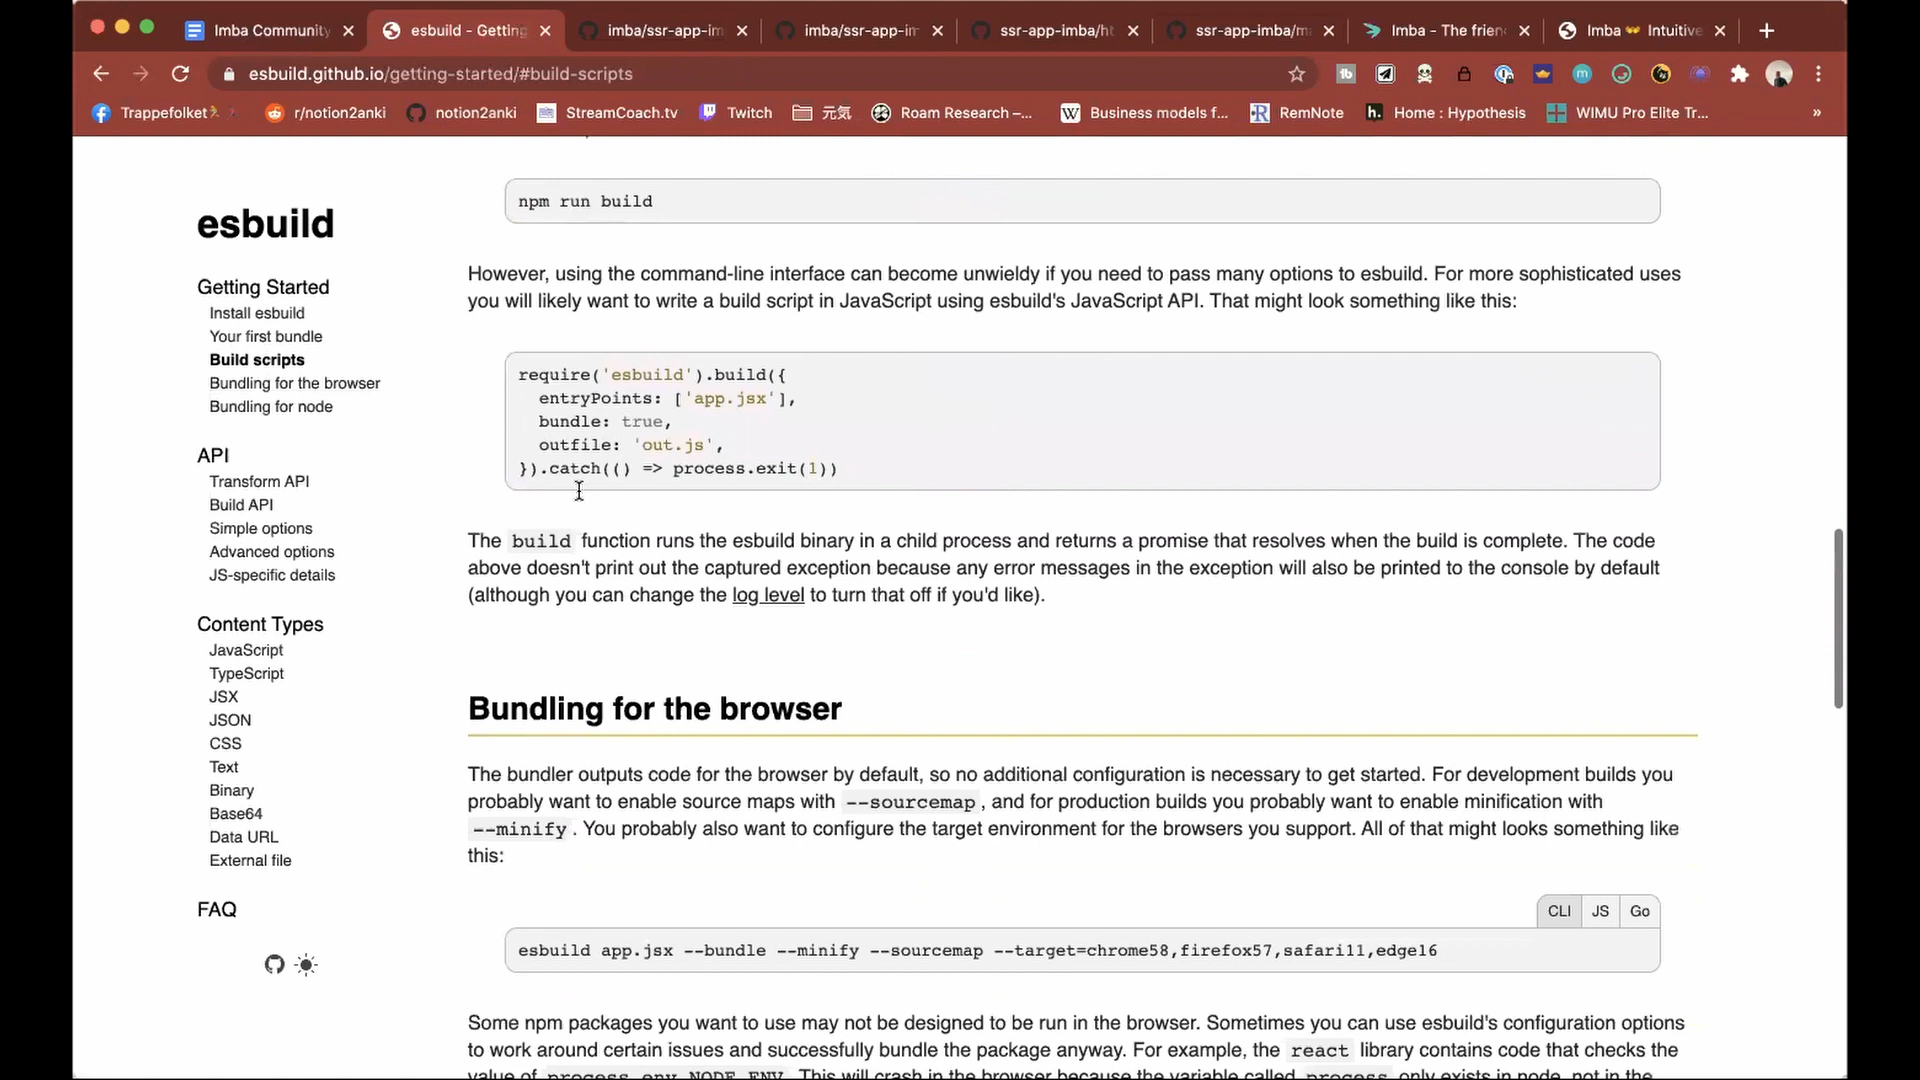 Imba Community
esbuild - Getting
imba/ssr-app-im
imba/ssr-app-im
ssr-app-imba/ht
ssr-app-imba/ma
Imba - The frien
Imba 🤝 Intuitive
esbuild.github.io/getting-started/#build-scripts
Trappefolket
r/notion2anki
notion2anki
StreamCoach.tv
Twitch
元気
Roam Research –...
Business models f...
RemNote
Home : Hypothesis
WIMU Pro Elite Tr...
»
esbuild
Getting Started
Install esbuild
Your first bundle
Build scripts
Bundling for the browser
Bundling for node
API
Transform API
Build API
Simple options
Advanced options
JS-specific details
Content Types
JavaScript
TypeScript
JSX
JSON
CSS
Text
Binary
Base64
Data URL
External file
FAQ
npm run build
However, using the command-line interface can become unwieldy if you need to pass many options to esbuild. For more sophisticated uses
you will likely want to write a build script in JavaScript using esbuild's JavaScript API. That might look something like this:
require('esbuild').build({
entryPoints: ['app.jsx'],
bundle: true,
outfile: 'out.js',
}).catch(() => process.exit(1))
The build function runs the esbuild binary in a child process and returns a promise that resolves when the build is complete. The code
above doesn't print out the captured exception because any error messages in the exception will also be printed to the console by default
(although you can change the log level to turn that off if you'd like).
Bundling for the browser
The bundler outputs code for the browser by default, so no additional configuration is necessary to get started. For development builds you
probably want to enable source maps with --sourcemap, and for production builds you probably want to enable minification with
--minify. You probably also want to configure the target environment for the browsers you support. All of that might looks something like
this:
CLI JS Go
esbuild app.jsx --bundle --minify --sourcemap --target=chrome58,firefox57,safari11,edge16
Some npm packages you want to use may not be designed to be run in the browser. Sometimes you can use esbuild's configuration options
to work around certain issues and successfully bundle the package anyway. For example, the react library contains code that checks the
value of process.env.NODE_ENV. This will crash in the browser because the variable called process only exists in node, not in the